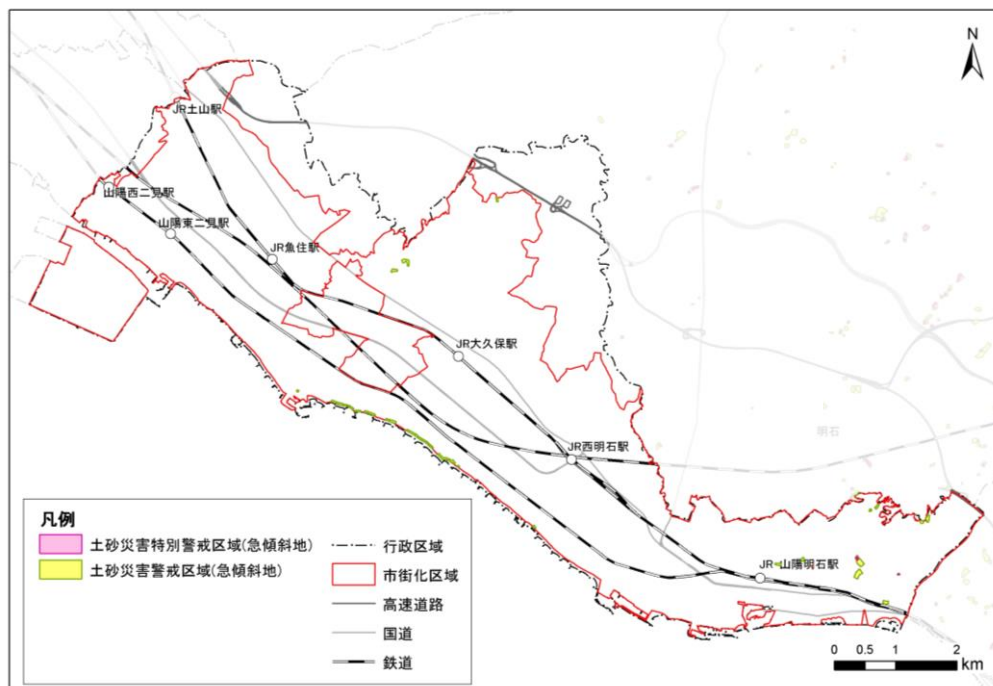 N
JR土山駅
山陽西二見駅
山陽東二見駅
JR魚住駅
JR大久保駅
明石
JR西明石駅
JR・山陽明石駅
凡例
土砂災害特別警戒区域(急傾斜地)
土砂災害警戒区域(急傾斜地)
行政区域
市街化区域
高速道路
国道
鉄道
0 0.5 1 2
km